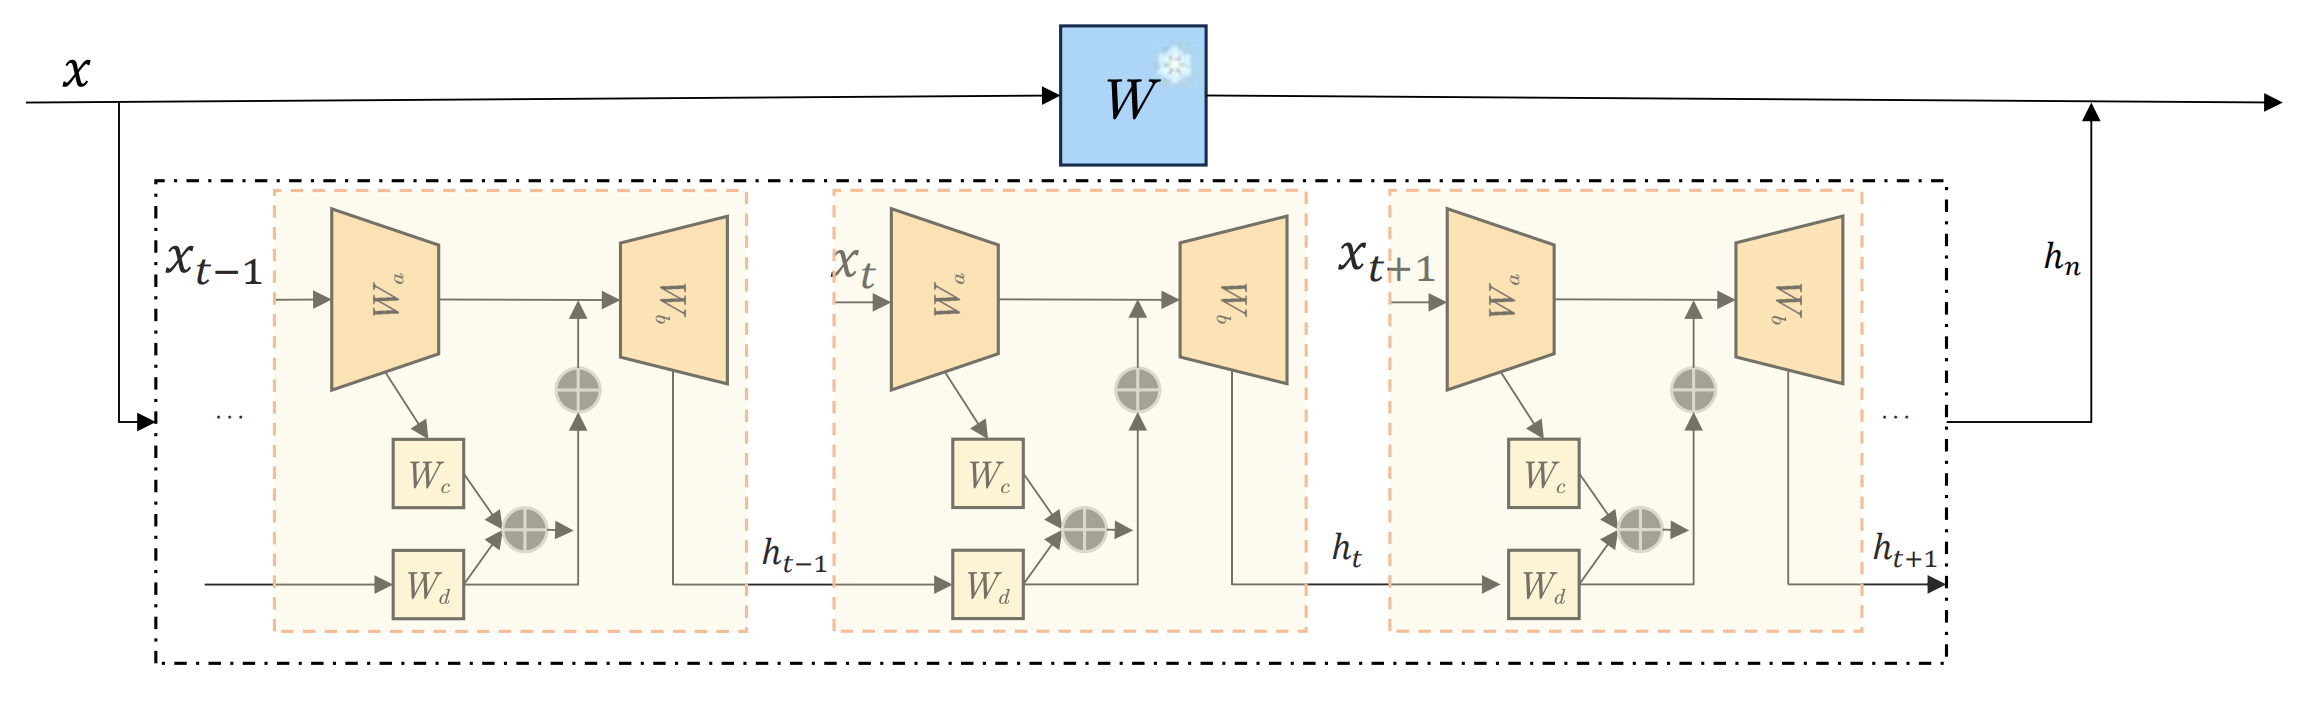 x
W
x_{t−1}
W_a
W_b
x_t
W_a
W_b
x_{t+1}
W_a
W_b
h_n
...
...
W_c
W_c
W_c
h_{t−1}
h_t
h_{t+1}
W_d
W_d
W_d